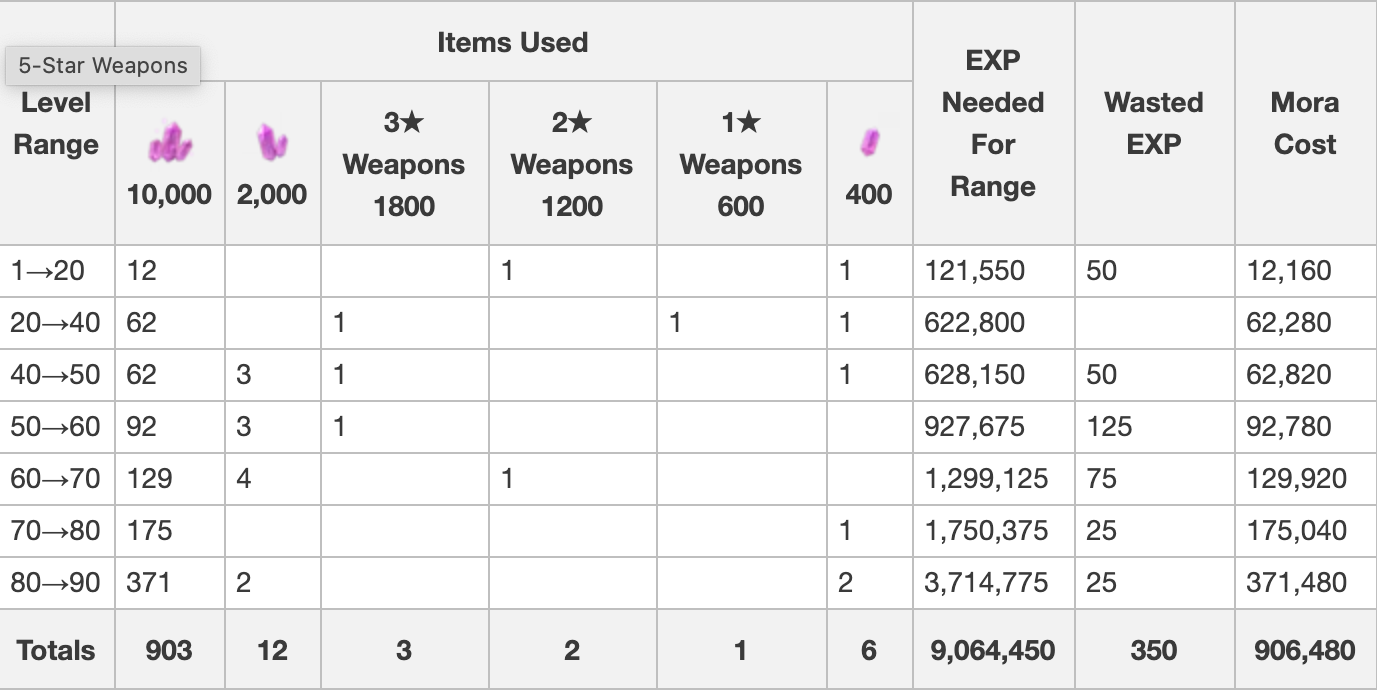 Items Used
5-Star Weapons
Level
Range
10,000
2,000
3★
Weapons
1800
2★
Weapons
1200
1★
Weapons
600
400
EXP
Needed
For
Range
Wasted
EXP
Mora
Cost
1→20 12 1 1 121,550 50 12,160
20→40 62 1 1 1 622,800 62,280
40→50 62 3 1 1 628,150 50 62,820
50→60 92 3 1 927,675 125 92,780
60→70 129 4 1 1,299,125 75 129,920
70→80 175 1 1,750,375 25 175,040
80→90 371 2 2 3,714,775 25 371,480
Totals 903 12 3 2 1 6 9,064,450 350 906,480